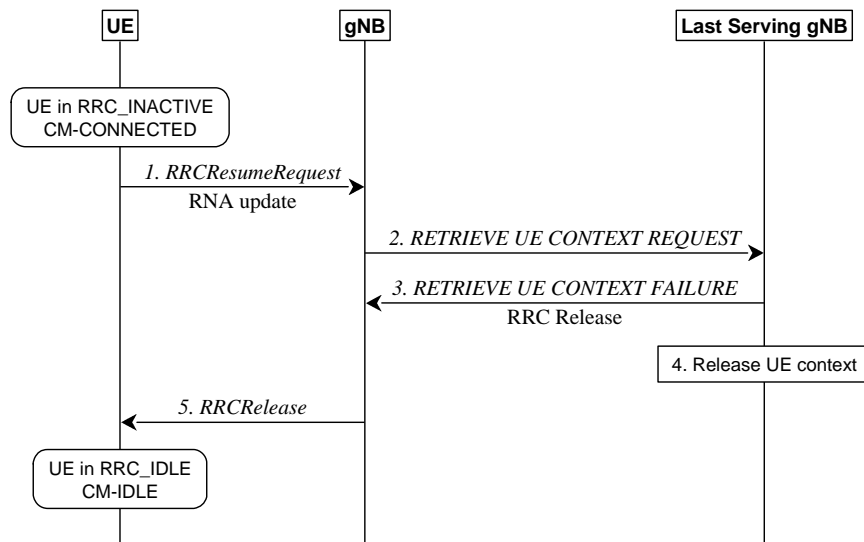 UE
gNB
Last Serving gNB
UE in RRC_INACTIVE
CM-CONNECTED
1. RRCResumeRequest
RNA update
2. RETRIEVE UE CONTEXT REQUEST
3. RETRIEVE UE CONTEXT FAILURE
RRC Release
4. Release UE context
5. RRCRelease
UE in RRC_IDLE
CM-IDLE